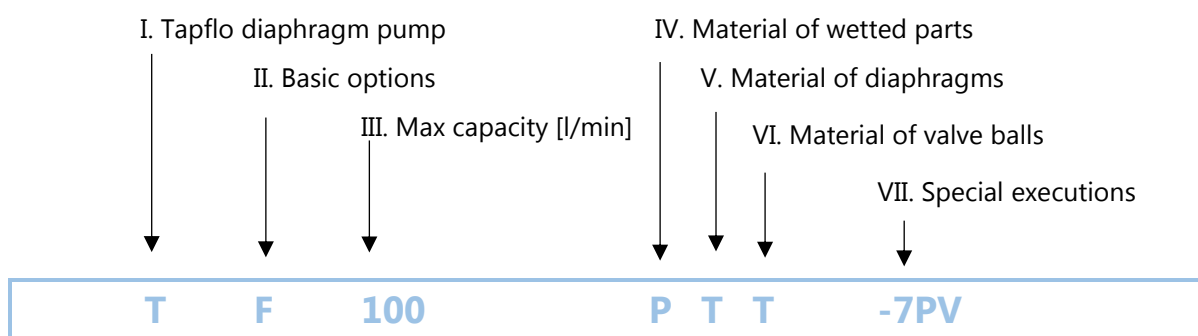 I. Tapflo diaphragm pump
IV. Material of wetted parts
II. Basic options
V. Material of diaphragms
III. Max capacity [l/min]
VI. Material of valve balls
VII. Special executions
T F 100 P T T -7PV